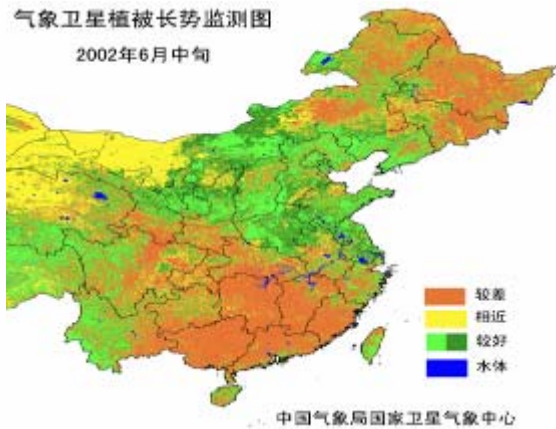 气象卫星植被长势监测图
2002年6月中旬
较差
相近
较好
水体
中国气象局国家卫星气象中心